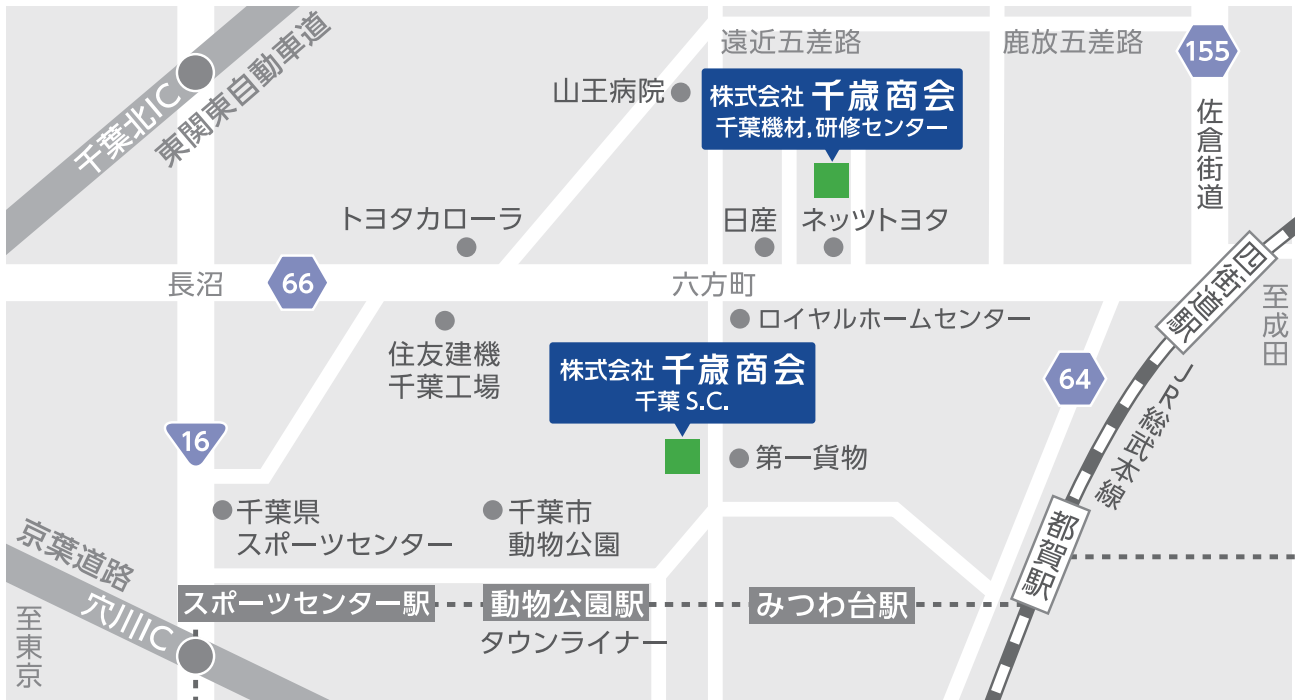 東関東自動車道
千葉北IC
遠近五差路
鹿放五差路
155
佐倉街道
山王病院
株式会社 千歳商会
千葉機材,研修センター
トヨタカローラ
日産
ネッツトヨタ
四街道駅
長沼
66
六方町
至成田
ロイヤルホームセンター
住友建機
千葉工場
株式会社 千歳商会
千葉 S.C.
64
JR総武本線
16
第一貨物
千葉県
スポーツセンター
千葉市
動物公園
都賀駅
京葉道路
穴川IC
スポーツセンター駅
動物公園駅
みつわ台駅
タウンライナー
至東京